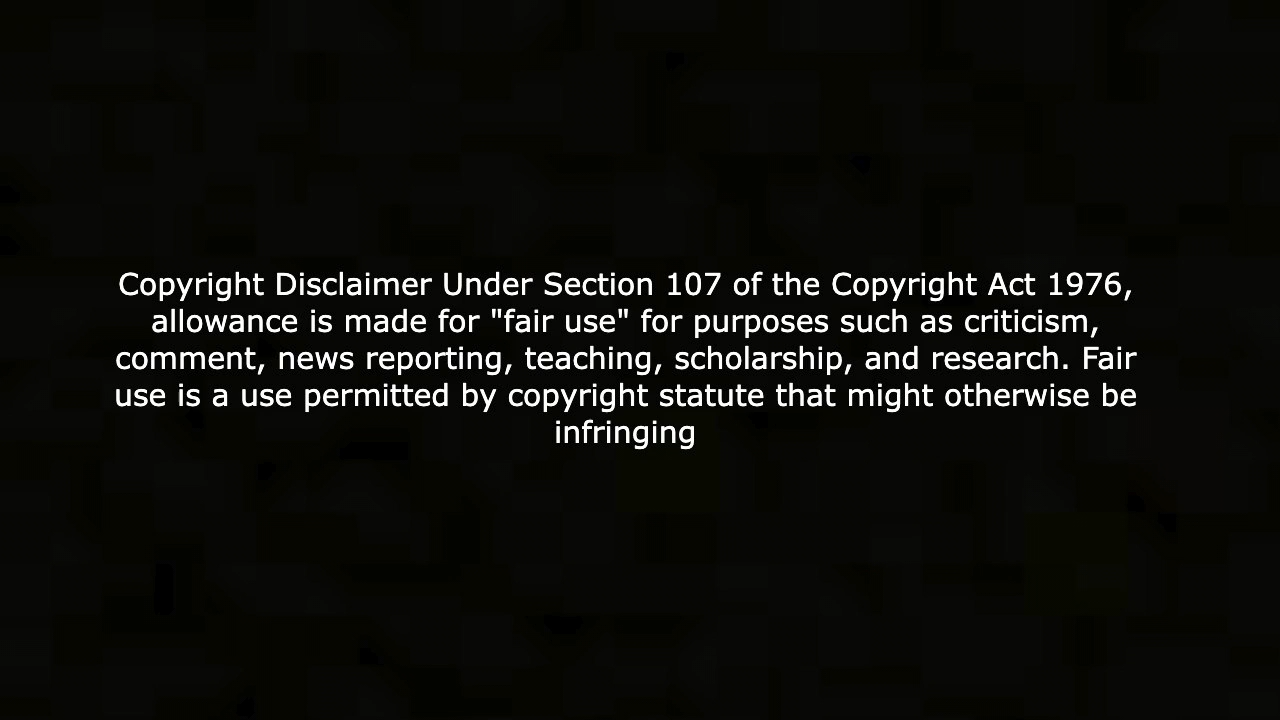 Copyright Disclaimer Under Section 107 of the Copyright Act 1976,
allowance is made for "fair use" for purposes such as criticism,
comment, news reporting, teaching, scholarship, and research. Fair
use is a use permitted by copyright statute that might otherwise be
infringing